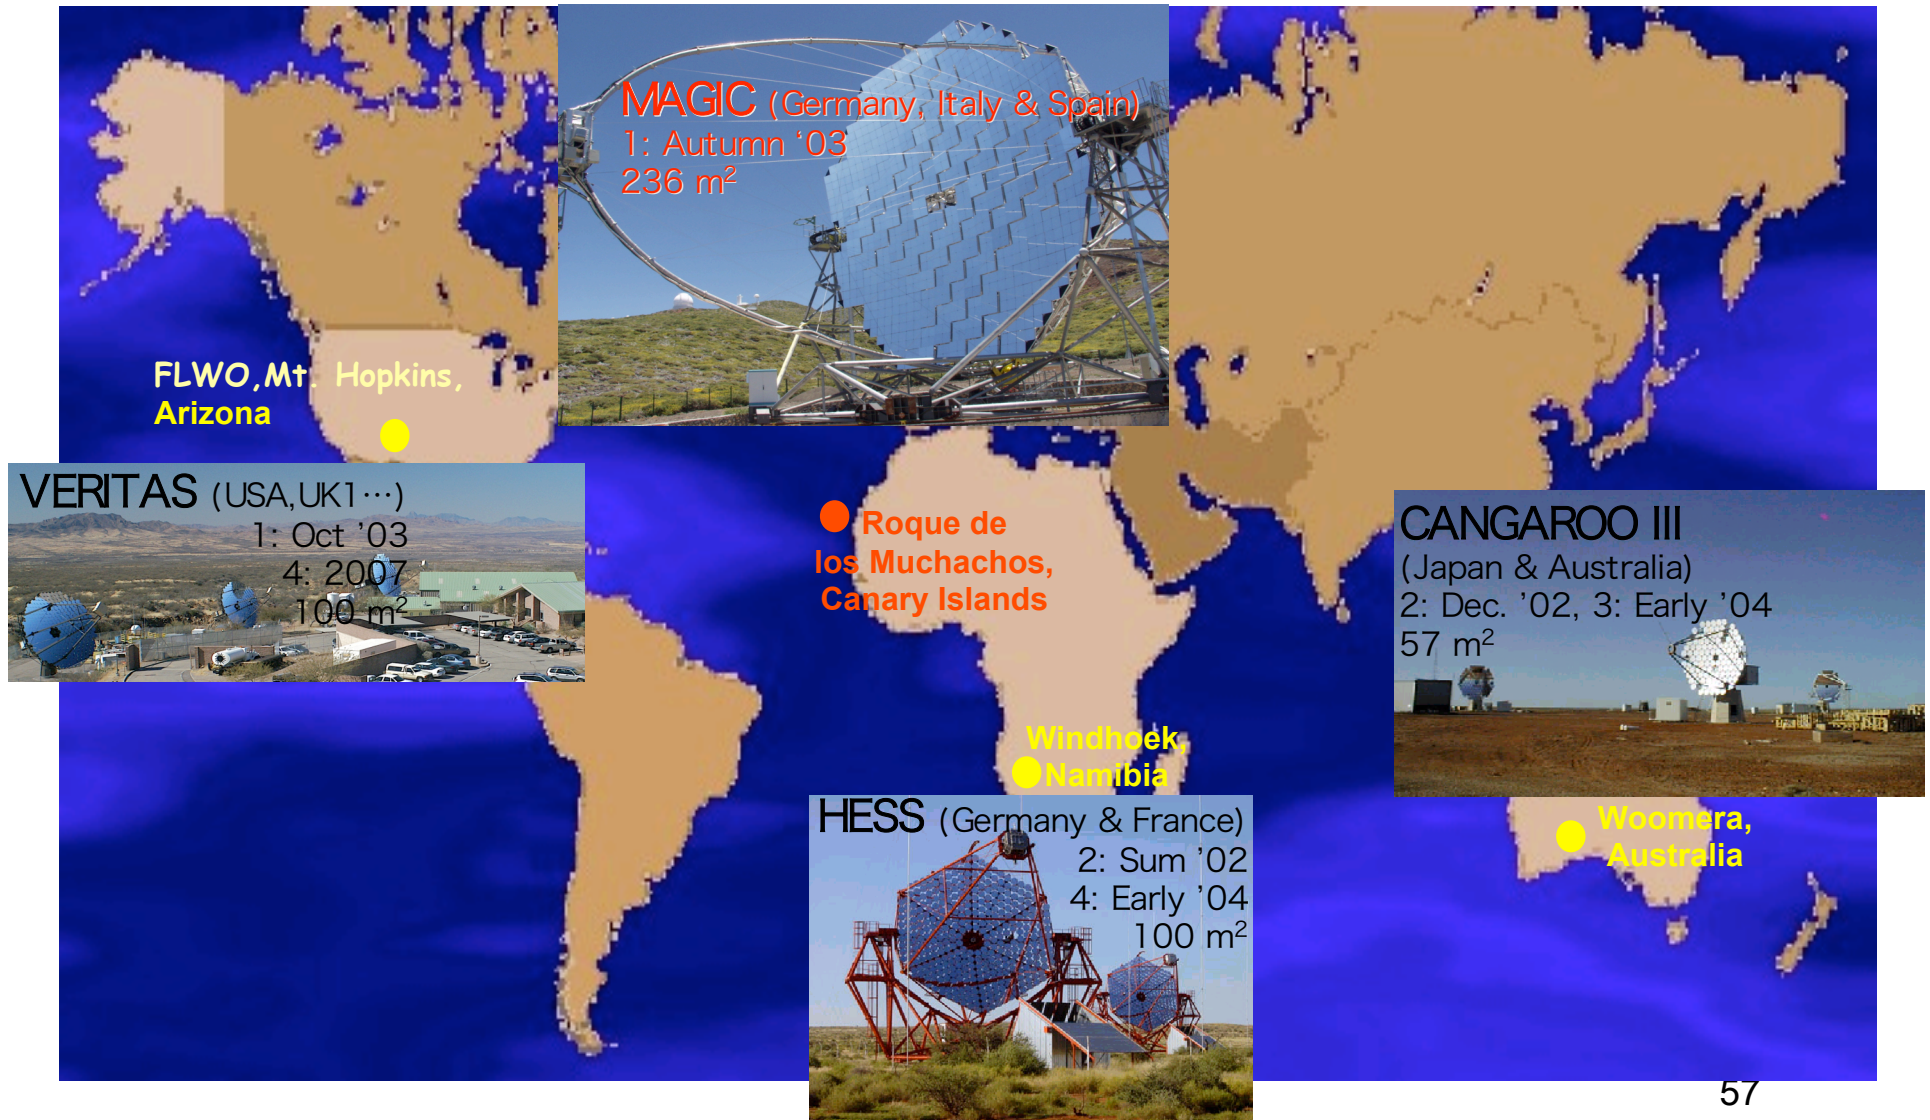 MAGIC (Germany, Italy & Spain)
1: Autumn ‘03
236 m²
FLWO,Mt. Hopkins,
Arizona
VERITAS (USA,UK1⋯)
1: Oct ’03
4: 2007
100 m²
Roque de
los Muchachos,
Canary Islands
CANGAROO III
(Japan & Australia)
2: Dec. ’02, 3: Early ’04
57 m²
Windhoek,
Namibia
HESS (Germany & France)
2: Sum ’02
4: Early ’04
100 m²
Woomera,
Australia
57